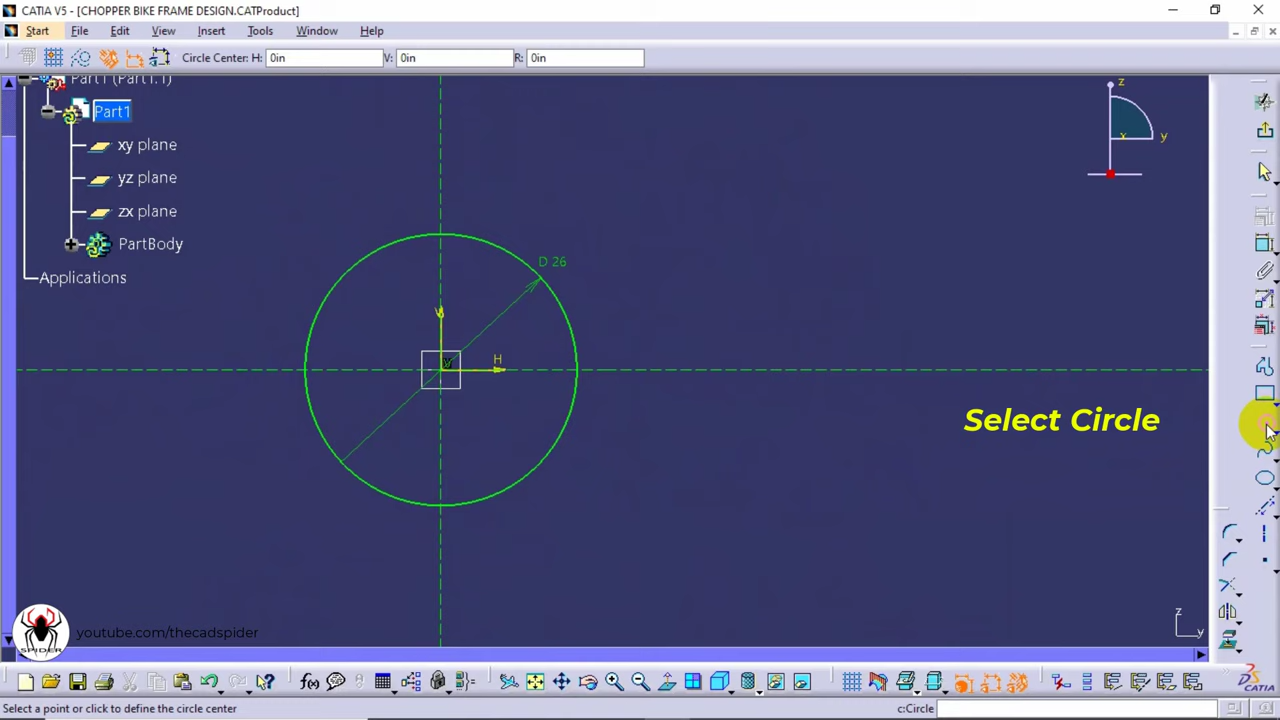 CATIA V5 - [CHOPPER BIKE FRAME DESIGN.CATProduct]
Start File Edit View Insert Tools Window Help
Circle Center: H: 0in V: 0in R: 0in
Part1 (Part1.1)
Part1
xy plane
yz plane
zx plane
PartBody
Applications
z
x
y
D 26
V
H
Select Circle
SPIDER
youtube.com/thecadspider
z
y
f(x)
CATIA
Select a point or click to define the circle center
c:Circle